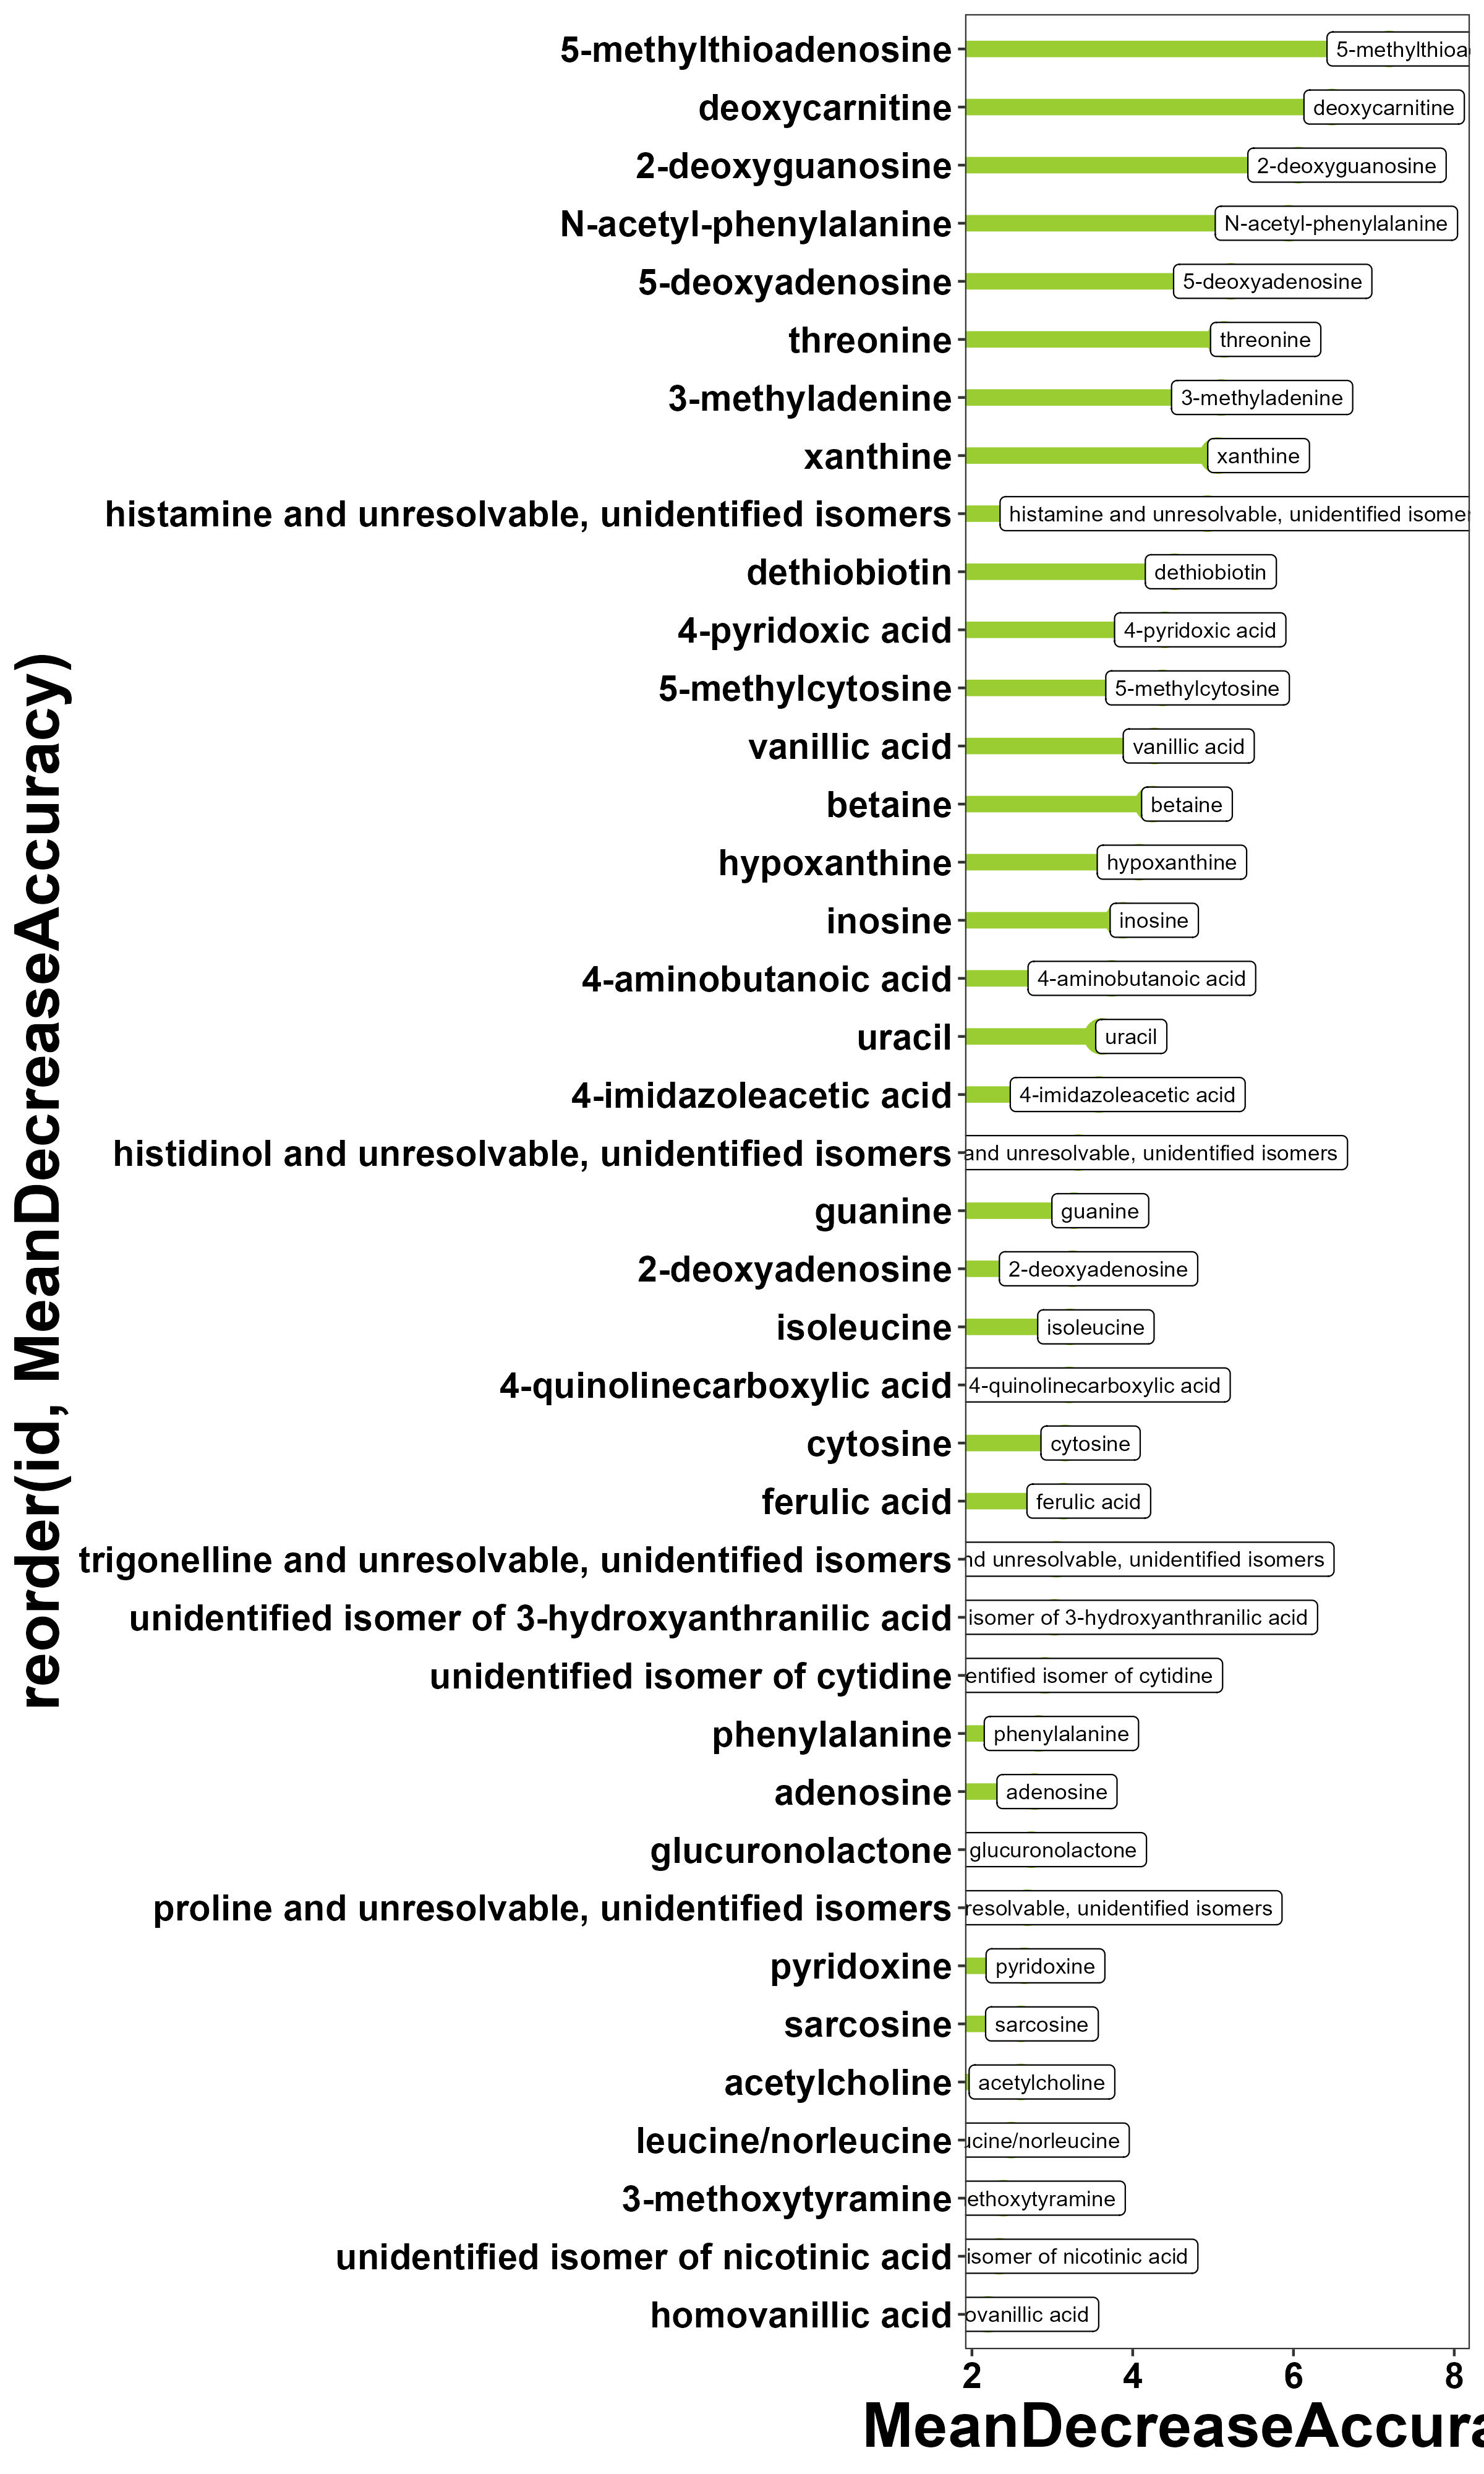 reorder(id, MeanDecreaseAccuracy)
5-methylthioadenosine 5-methylthioa
deoxycarnitine deoxycarnitine
2-deoxyguanosine 2-deoxyguanosine
N-acetyl-phenylalanine N-acetyl-phenylalanine
5-deoxyadenosine 5-deoxyadenosine
threonine threonine
3-methyladenine 3-methyladenine
xanthine xanthine
histamine and unresolvable, unidentified isomers histamine and unresolvable, unidentified isomer
dethiobiotin dethiobiotin
4-pyridoxic acid 4-pyridoxic acid
5-methylcytosine 5-methylcytosine
vanillic acid vanillic acid
betaine betaine
hypoxanthine hypoxanthine
inosine inosine
4-aminobutanoic acid 4-aminobutanoic acid
uracil uracil
4-imidazoleacetic acid 4-imidazoleacetic acid
histidinol and unresolvable, unidentified isomers and unresolvable, unidentified isomers
guanine guanine
2-deoxyadenosine 2-deoxyadenosine
isoleucine isoleucine
4-quinolinecarboxylic acid 4-quinolinecarboxylic acid
cytosine cytosine
ferulic acid ferulic acid
trigonelline and unresolvable, unidentified isomers nd unresolvable, unidentified isomers
unidentified isomer of 3-hydroxyanthranilic acid isomer of 3-hydroxyanthranilic acid
unidentified isomer of cytidine entified isomer of cytidine
phenylalanine phenylalanine
adenosine adenosine
glucuronolactone glucuronolactone
proline and unresolvable, unidentified isomers resolvable, unidentified isomers
pyridoxine pyridoxine
sarcosine sarcosine
acetylcholine acetylcholine
leucine/norleucine ucine/norleucine
3-methoxytyramine ethoxytyramine
unidentified isomer of nicotinic acid isomer of nicotinic acid
homovanillic acid ovanillic acid
2 4 6 8
MeanDecreaseAccura